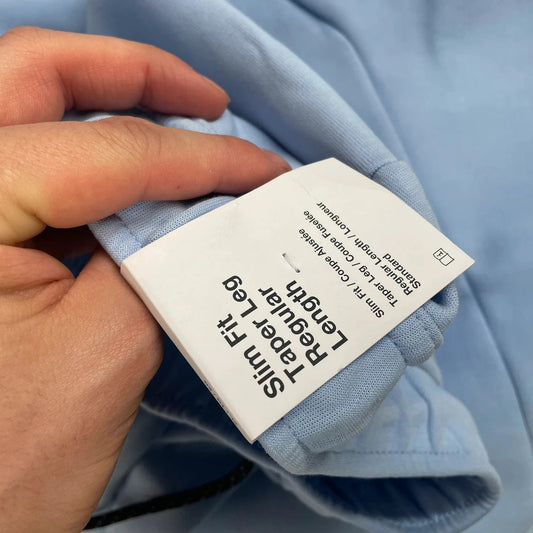 Slim Fit
Taper Leg
Regular
Length
Slim Fit / Coupe Ajustée
Taper Leg / Coupe Fuselée
Regular Length / Longueur
Standard